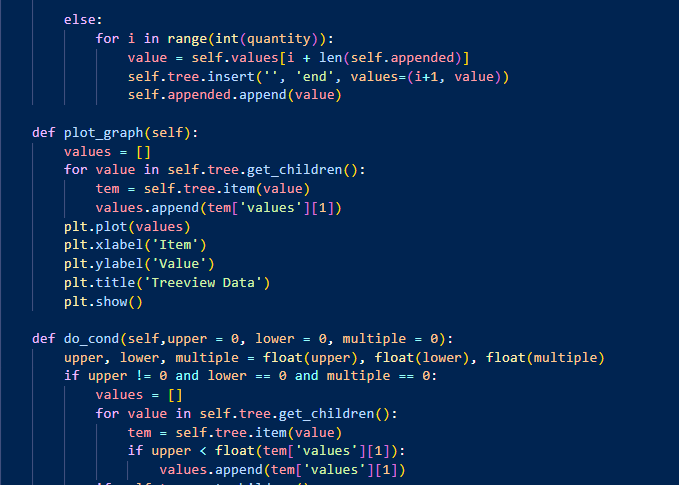 else:
for i in range(int(quantity)):
value = self.values[i + len(self.appended)]
self.tree.insert('', 'end', values=(i+1, value))
self.appended.append(value)
def plot_graph(self):
values = []
for value in self.tree.get_children():
tem = self.tree.item(value)
values.append(tem['values'][1])
plt.plot(values)
plt.xlabel('Item')
plt.ylabel('Value')
plt.title('Treeview Data')
plt.show()
def do_cond(self,upper = 0, lower = 0, multiple = 0):
upper, lower, multiple = float(upper), float(lower), float(multiple)
if upper != 0 and lower == 0 and multiple == 0:
values = []
for value in self.tree.get_children():
tem = self.tree.item(value)
if upper < float(tem['values'][1]):
values.append(tem['values'][1])